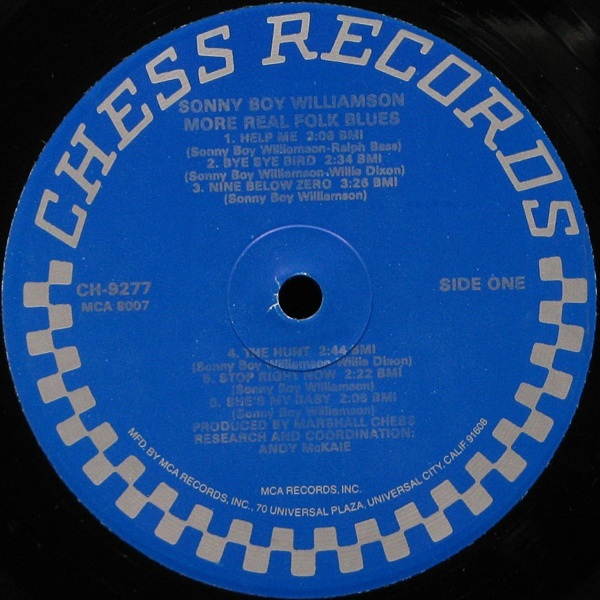 CHESS RECORDS
SONNY BOY WILLIAMSON
MORE REAL FOLK BLUES
1. HELP ME 3:06 BMI
(Sonny Boy Williamson-Ralph Bass)
2. BYE BYE BIRD 2:34 BMI
(Sonny Boy Williamson-Willie Dixon)
3. NINE BELOW ZERO 3:26 BMI
(Sonny Boy Williamson)
CH-9277
MCA 9007
SIDE ONE
4. THE HUNT 2:44 BMI
(Sonny Boy Williamson-Willie Dixon)
5. STOP RIGHT NOW 2:22 BMI
(Sonny Boy Williamson)
6. SHE'S MY BABY 2:06 BMI
(Sonny Boy Williamson)
PRODUCED BY MARSHALL CHESS
RESEARCH AND COORDINATION:
ANDY McKAIE
MCA RECORDS, INC.
MFD. BY MCA RECORDS, INC., 70 UNIVERSAL PLAZA, UNIVERSAL CITY, CALIF. 91608